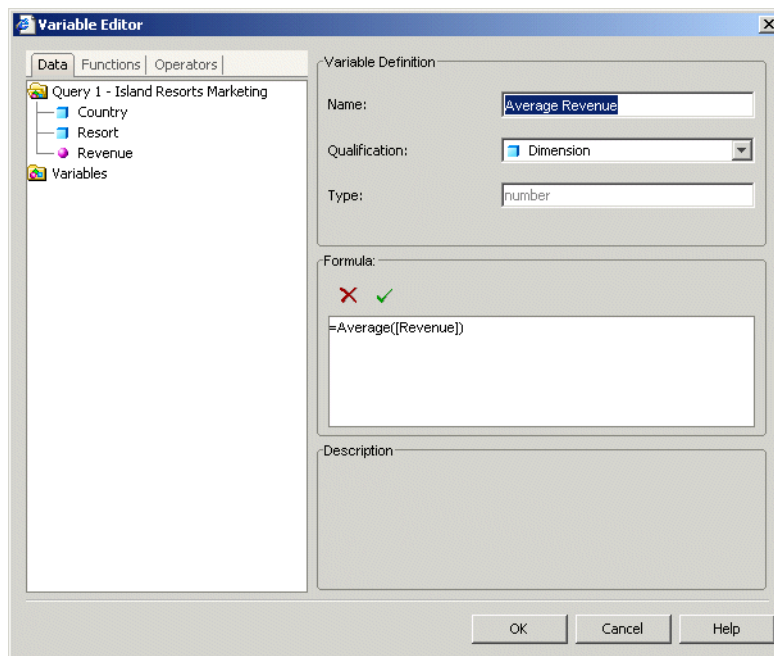 Variable Editor
Data Functions Operators
Query 1 - Island Resorts Marketing
Country
Resort
Revenue
Variables
Variable Definition
Name: Average Revenue
Qualification: Dimension
Type: number
Formula:
=Average([Revenue])
Description
OK Cancel Help